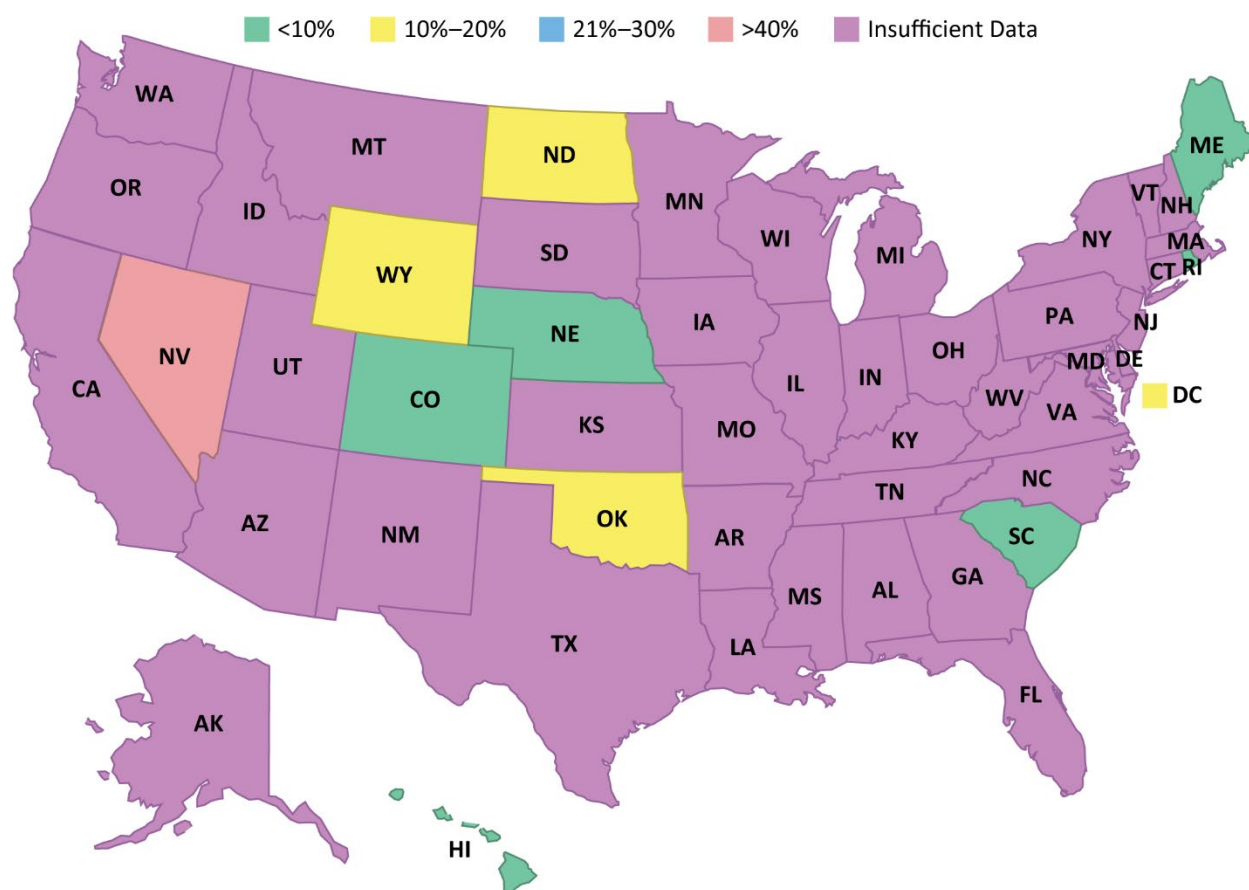 <10% 10%–20% 21%–30% >40% Insufficient Data
WA
MT
ND
ME
OR
ID
MN
VT
NH
WI
NY
MA
SD
MI
CT
RI
WY
IA
PA
NJ
NE
OH
MD
DE
NV
UT
IL
IN
CA
CO
WV
VA
DC
KS
MO
KY
NC
TN
AZ
NM
OK
AR
SC
MS
AL
GA
TX
LA
FL
AK
HI